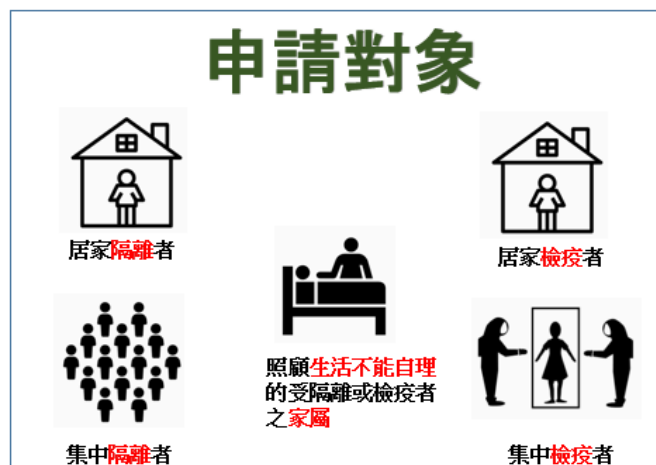 申請對象
居家隔離者
居家檢疫者
照顧生活不能自理
的受隔離或檢疫者
之家屬
集中隔離者
集中檢疫者